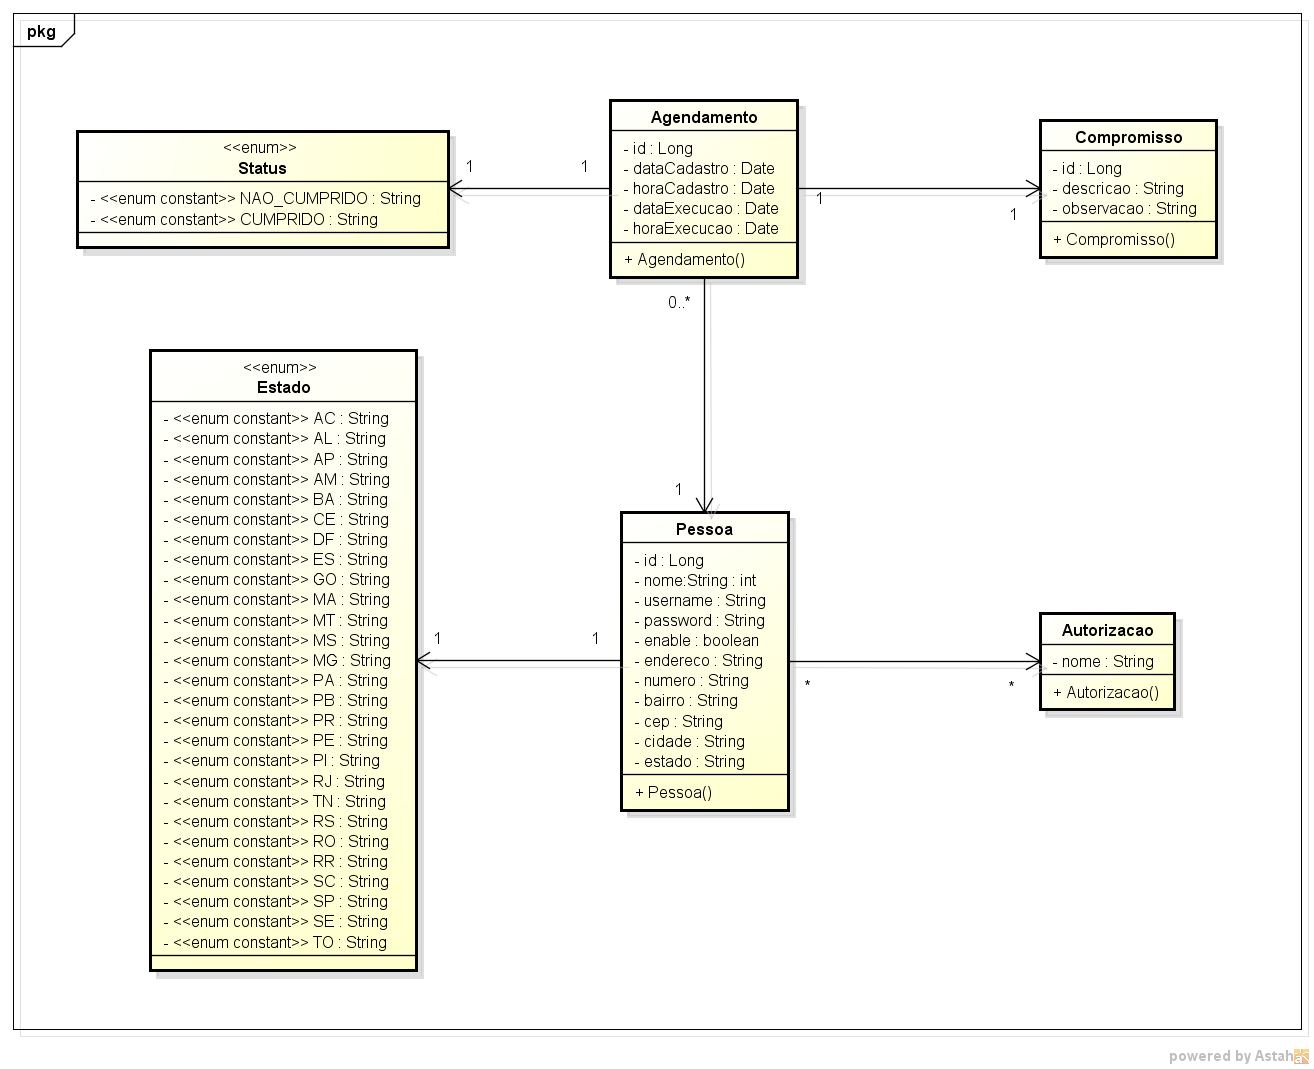 pkg
<<enum>>
Status
- <<enum constant>> NAO_CUMPRIDO : String
- <<enum constant>> CUMPRIDO : String
1
1
Agendamento
- id : Long
- dataCadastro : Date
- horaCadastro : Date
- dataExecucao : Date
- horaExecucao : Date
+ Agendamento()
1
1
Compromisso
- id : Long
- descricao : String
- observacao : String
+ Compromisso()
0..*
1
<<enum>>
Estado
- <<enum constant>> AC : String
- <<enum constant>> AL : String
- <<enum constant>> AP : String
- <<enum constant>> AM : String
- <<enum constant>> BA : String
- <<enum constant>> CE : String
- <<enum constant>> DF : String
- <<enum constant>> ES : String
- <<enum constant>> GO : String
- <<enum constant>> MA : String
- <<enum constant>> MT : String
- <<enum constant>> MS : String
- <<enum constant>> MG : String
- <<enum constant>> PA : String
- <<enum constant>> PB : String
- <<enum constant>> PR : String
- <<enum constant>> PE : String
- <<enum constant>> PI : String
- <<enum constant>> RJ : String
- <<enum constant>> TN : String
- <<enum constant>> RS : String
- <<enum constant>> RO : String
- <<enum constant>> RR : String
- <<enum constant>> SC : String
- <<enum constant>> SP : String
- <<enum constant>> SE : String
- <<enum constant>> TO : String
1
1
Pessoa
- id : Long
- nome:String : int
- username : String
- password : String
- enable : boolean
- endereco : String
- numero : String
- bairro : String
- cep : String
- cidade : String
- estado : String
+ Pessoa()
*
*
Autorizacao
- nome : String
+ Autorizacao()
powered by Astah